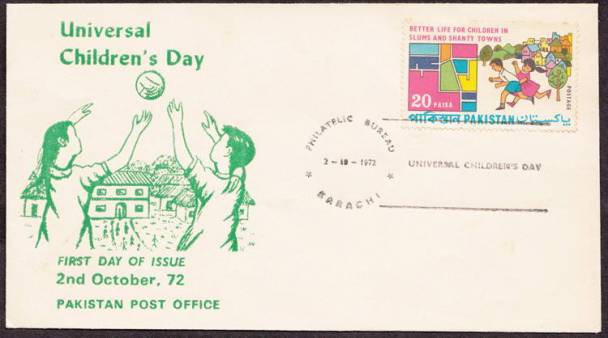 Universal
Children's Day
FIRST DAY OF ISSUE
2nd October, 72
PAKISTAN POST OFFICE
BETTER LIFE FOR CHILDREN IN
SLUMS AND SHANTY TOWNS
20 PAISA
POSTAGE
পাকিস্তান PAKISTAN پاکستان
PHILATELIC BUREAU
2-10-1972
KARACHI
UNIVERSAL CHILDREN'S DAY